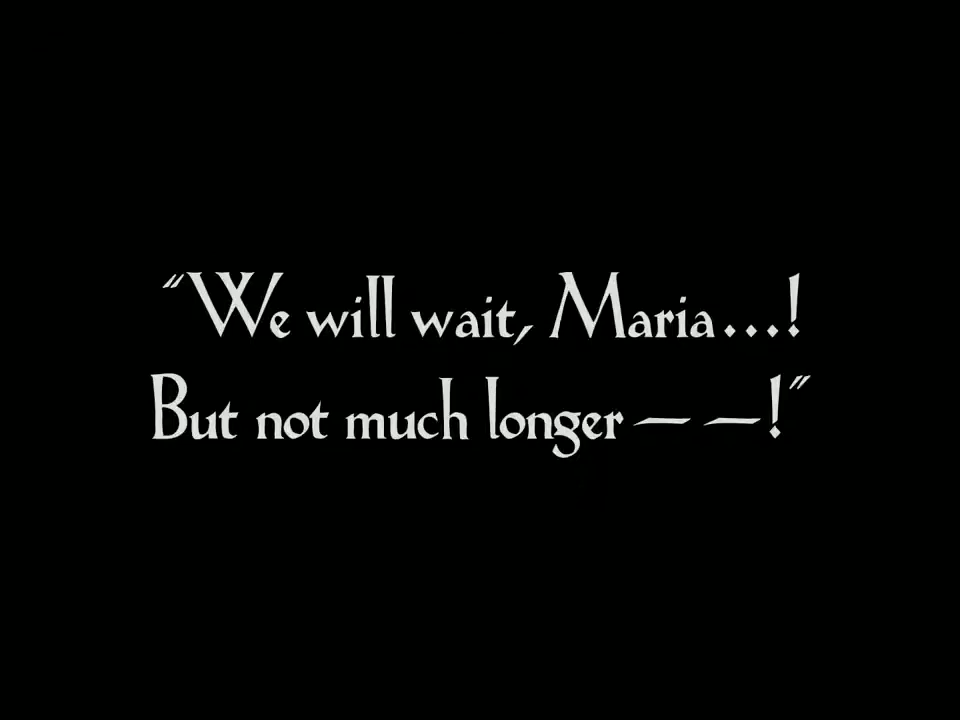 “We will wait, Maria...!
But not much longer — —!”